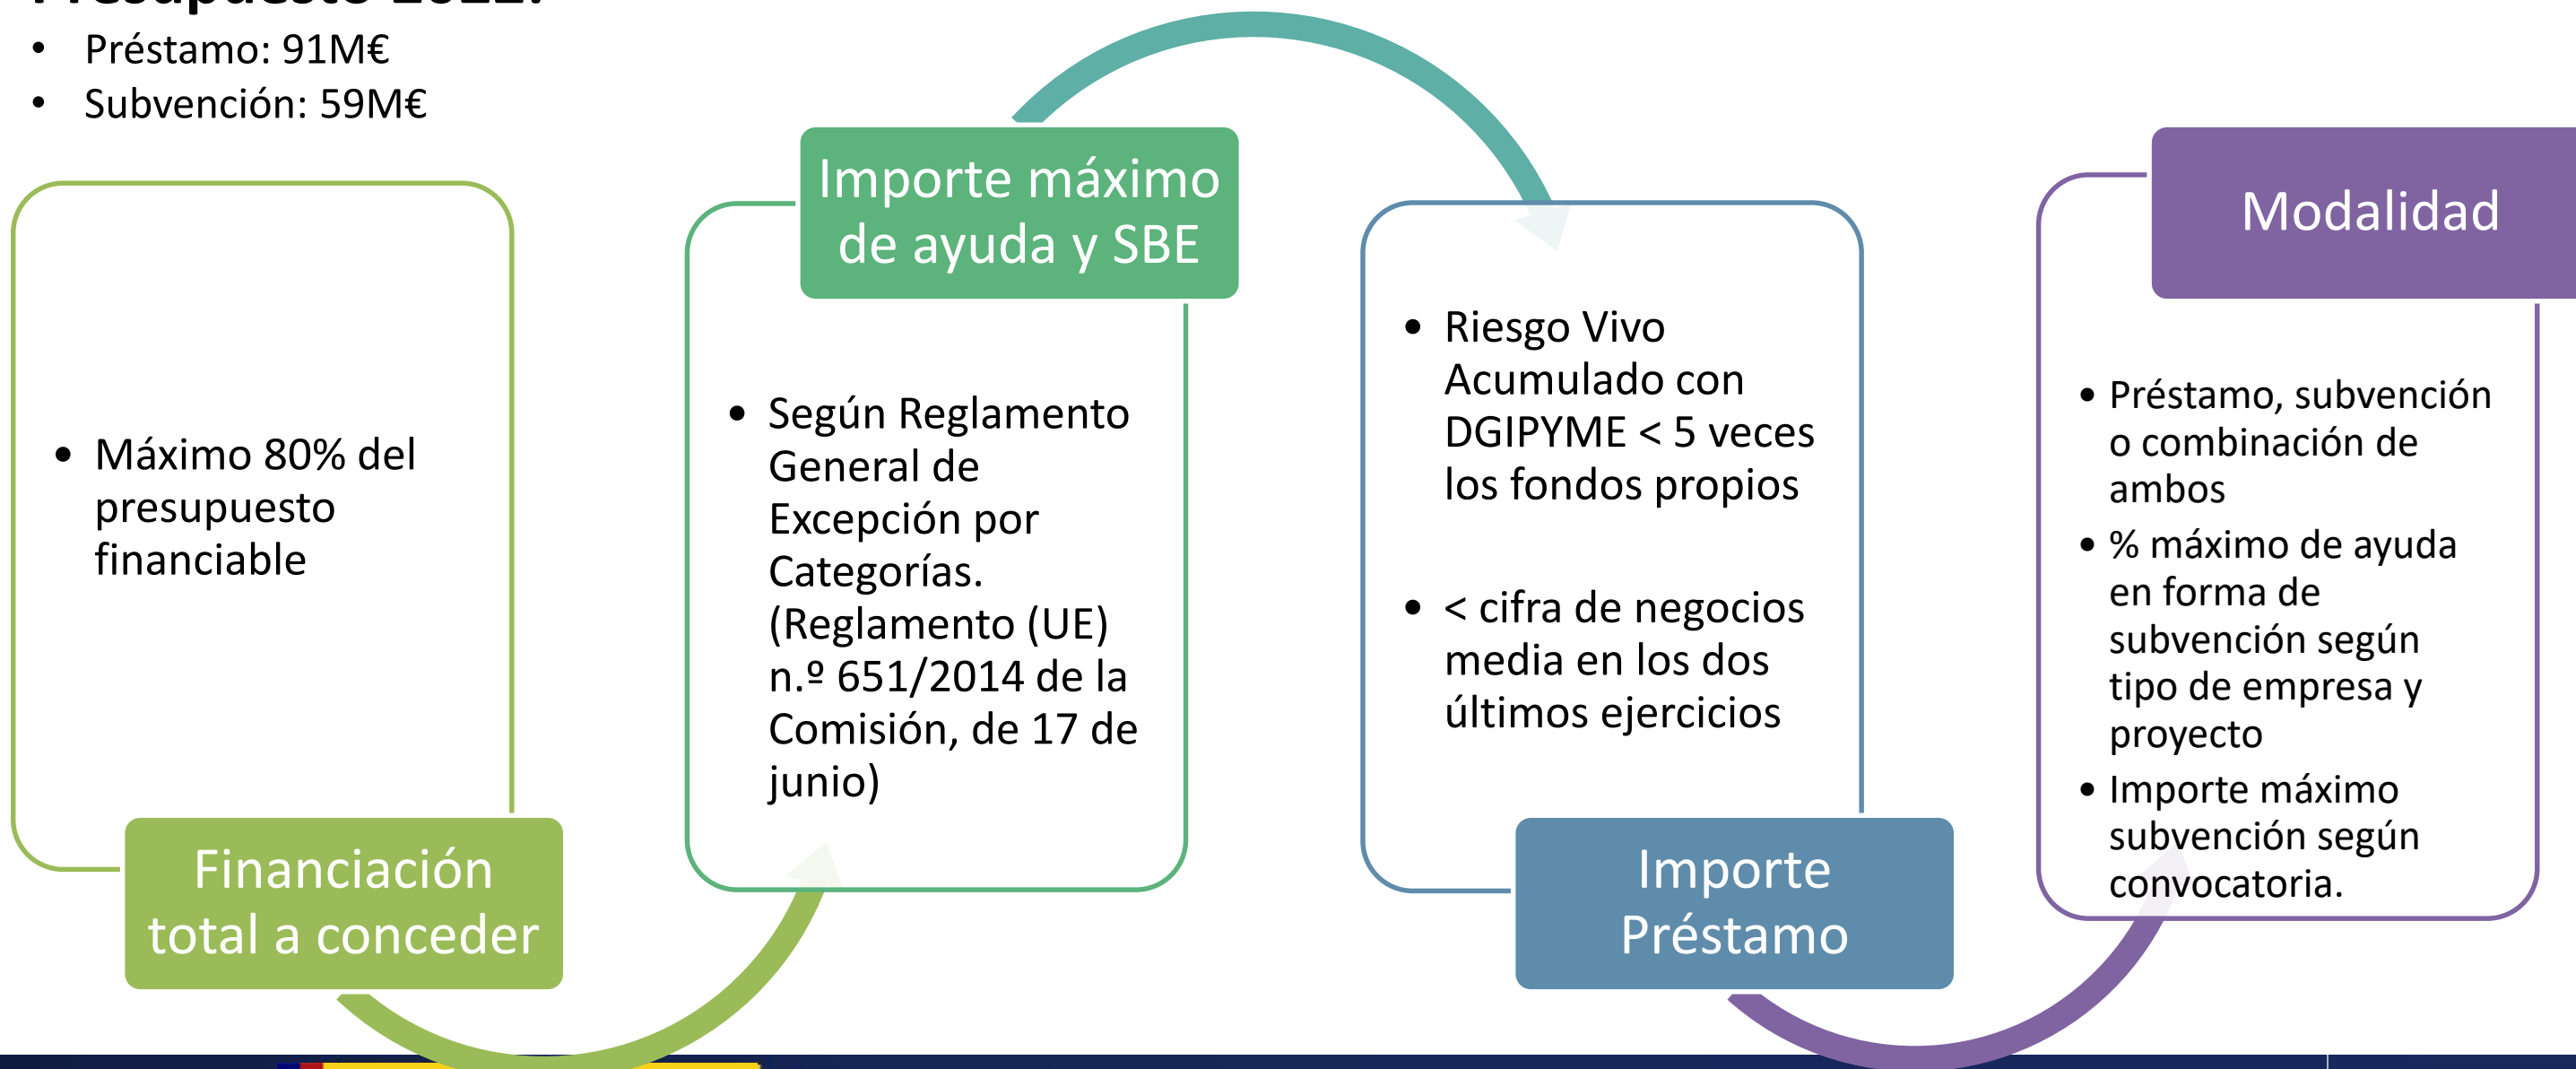 • Préstamo: 91M€
• Subvención: 59M€
• Máximo 80% del
presupuesto
financiable
Financiación
total a conceder
Importe máximo
de ayuda y SBE
• Según Reglamento
General de
Excepción por
Categorías.
(Reglamento (UE)
n.º 651/2014 de la
Comisión, de 17 de
junio)
• Riesgo Vivo
Acumulado con
DGIPYME < 5 veces
los fondos propios
• < cifra de negocios
media en los dos
últimos ejercicios
Importe
Préstamo
Modalidad
• Préstamo, subvención
o combinación de
ambos
• % máximo de ayuda
en forma de
subvención según
tipo de empresa y
proyecto
• Importe máximo
subvención según
convocatoria.